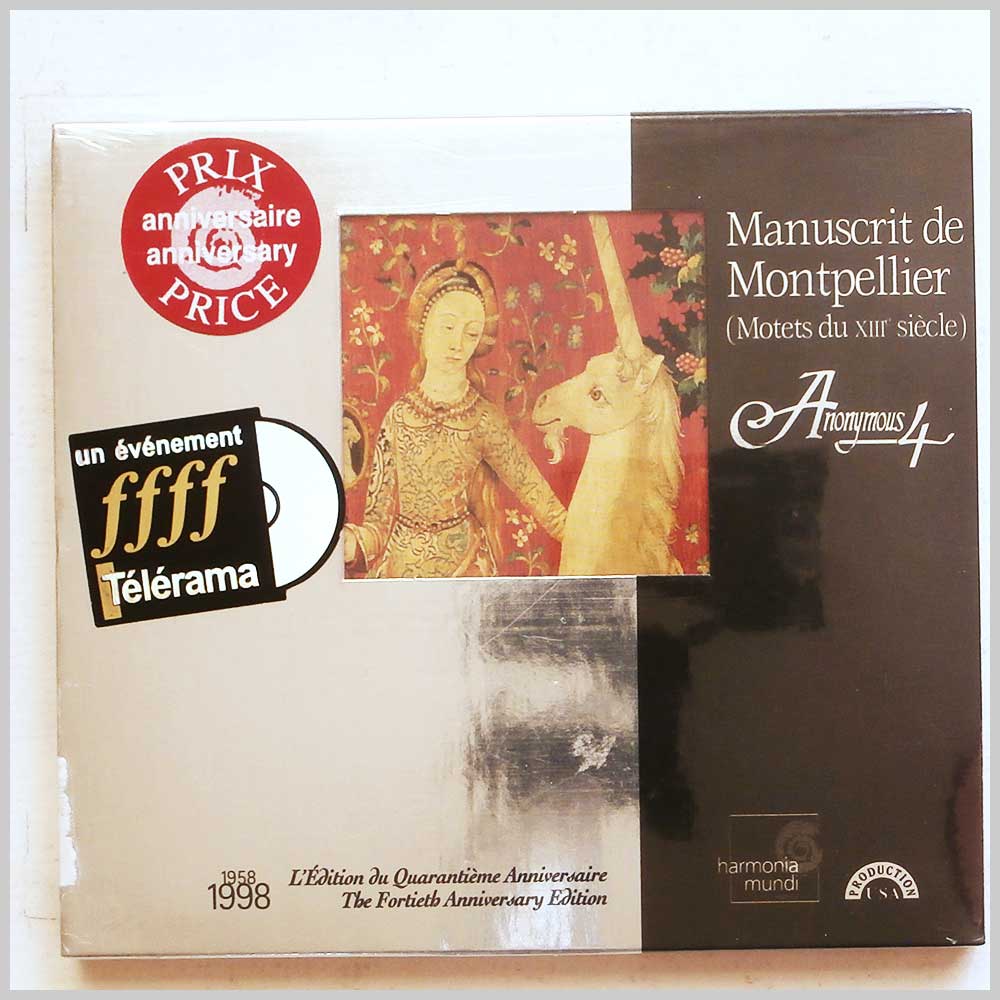 PRIX
anniversaire
anniversary
PRICE
Manuscrit de
Montpellier
(Motets du XIIIe siècle)
Anonymous 4
un événement
ffff
Télérama
1958
1998
L'Édition du Quarantième Anniversaire
The Fortieth Anniversary Edition
harmonia
mundi
PRODUCTION
USA